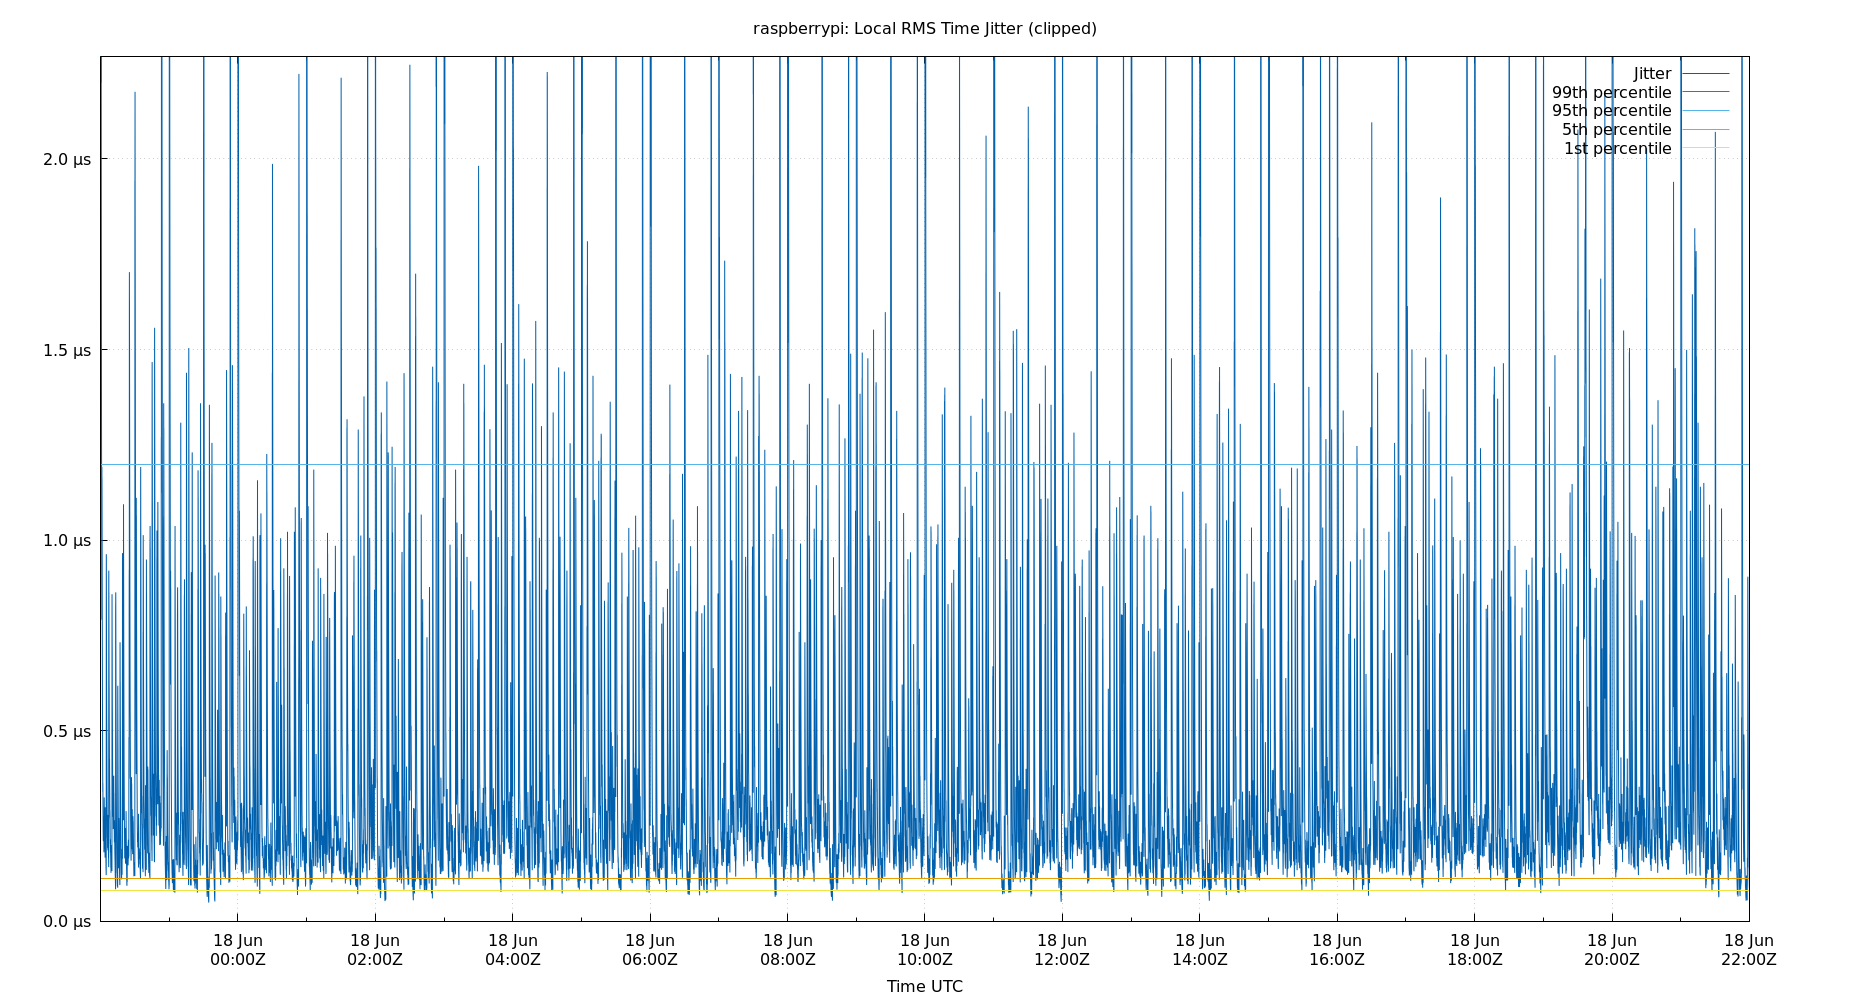 raspberrypi: Local RMS Time Jitter (clipped)
Jitter
99th percentile
95th percentile
5th percentile
1st percentile
2.0 µs
1.5 µs
1.0 µs
0.5 µs
0.0 µs
18 Jun 18 Jun 18 Jun 18 Jun 18 Jun 18 Jun 18 Jun 18 Jun 18 Jun 18 Jun 18 Jun 18 Jun
00:00Z 02:00Z 04:00Z 06:00Z 08:00Z 10:00Z 12:00Z 14:00Z 16:00Z 18:00Z 20:00Z 22:00Z
Time UTC